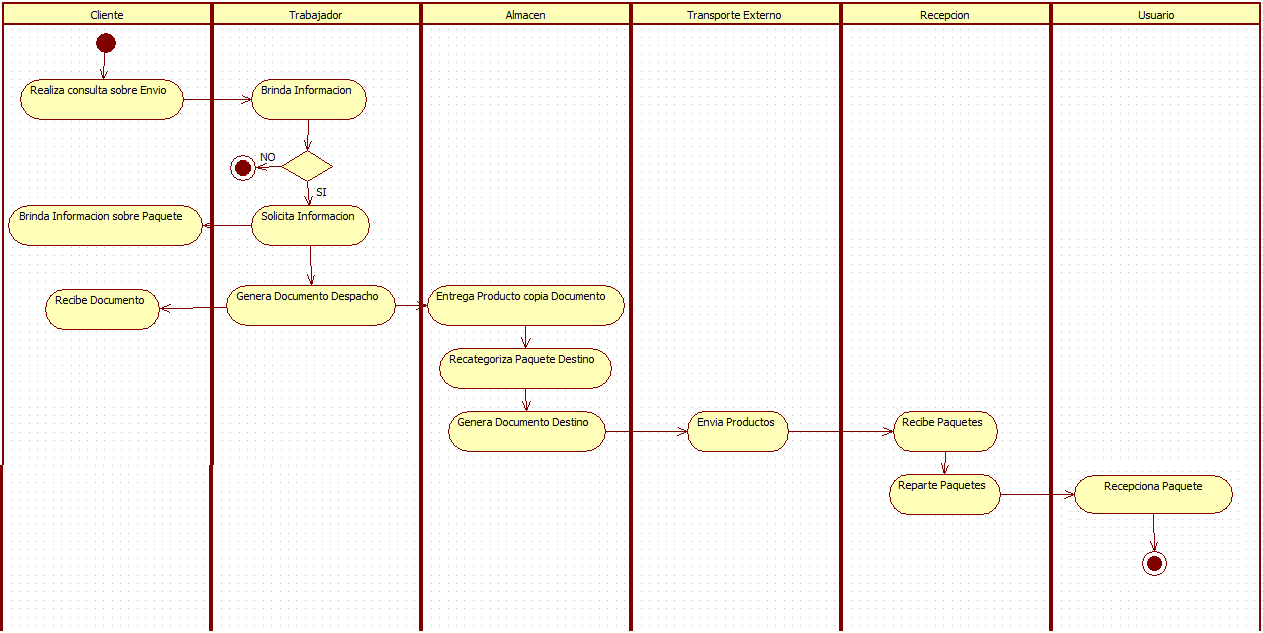 Cliente
Trabajador
Almacen
Transporte Externo
Recepcion
Usuario
Realiza consulta sobre Envio
Brinda Informacion
NO
SI
Brinda Informacion sobre Paquete
Solicita Informacion
Recibe Documento
Genera Documento Despacho
Entrega Producto copia Documento
Recategoriza Paquete Destino
Genera Documento Destino
Envia Productos
Recibe Paquetes
Reparte Paquetes
Recepciona Paquete